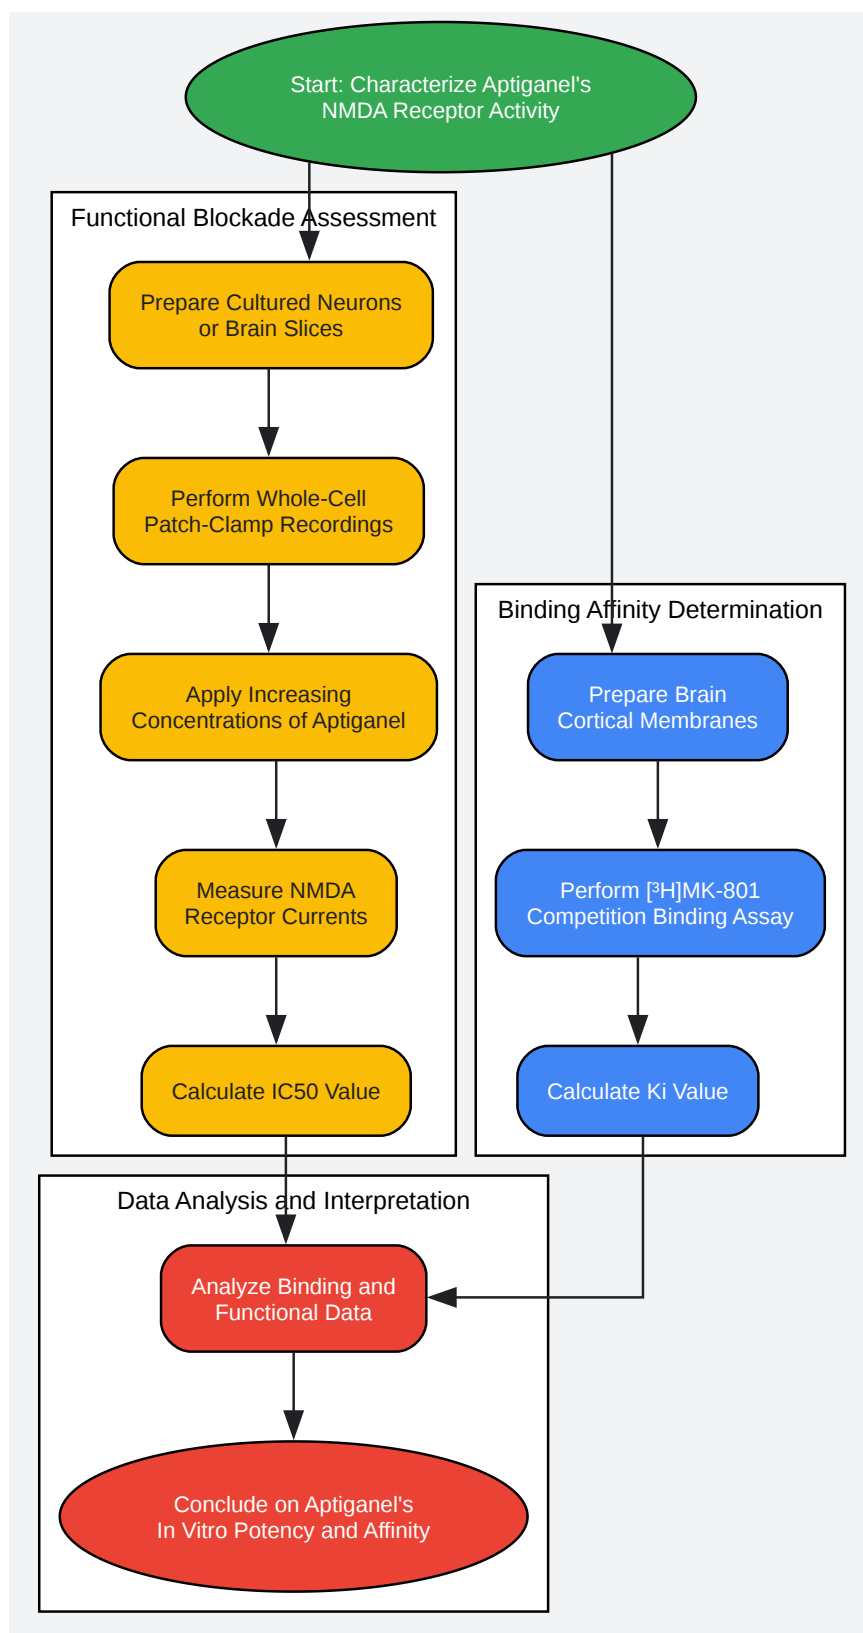 Start: Characterize Aptiganel's
NMDA Receptor Activity
Functional Blockade Assessment
Prepare Cultured Neurons
or Brain Slices
Perform Whole-Cell
Patch-Clamp Recordings
Apply Increasing
Concentrations of Aptiganel
Measure NMDA
Receptor Currents
Calculate IC50 Value
Binding Affinity Determination
Prepare Brain
Cortical Membranes
Perform [³H]MK-801
Competition Binding Assay
Calculate Ki Value
Data Analysis and Interpretation
Analyze Binding and
Functional Data
Conclude on Aptiganel's
In Vitro Potency and Affinity